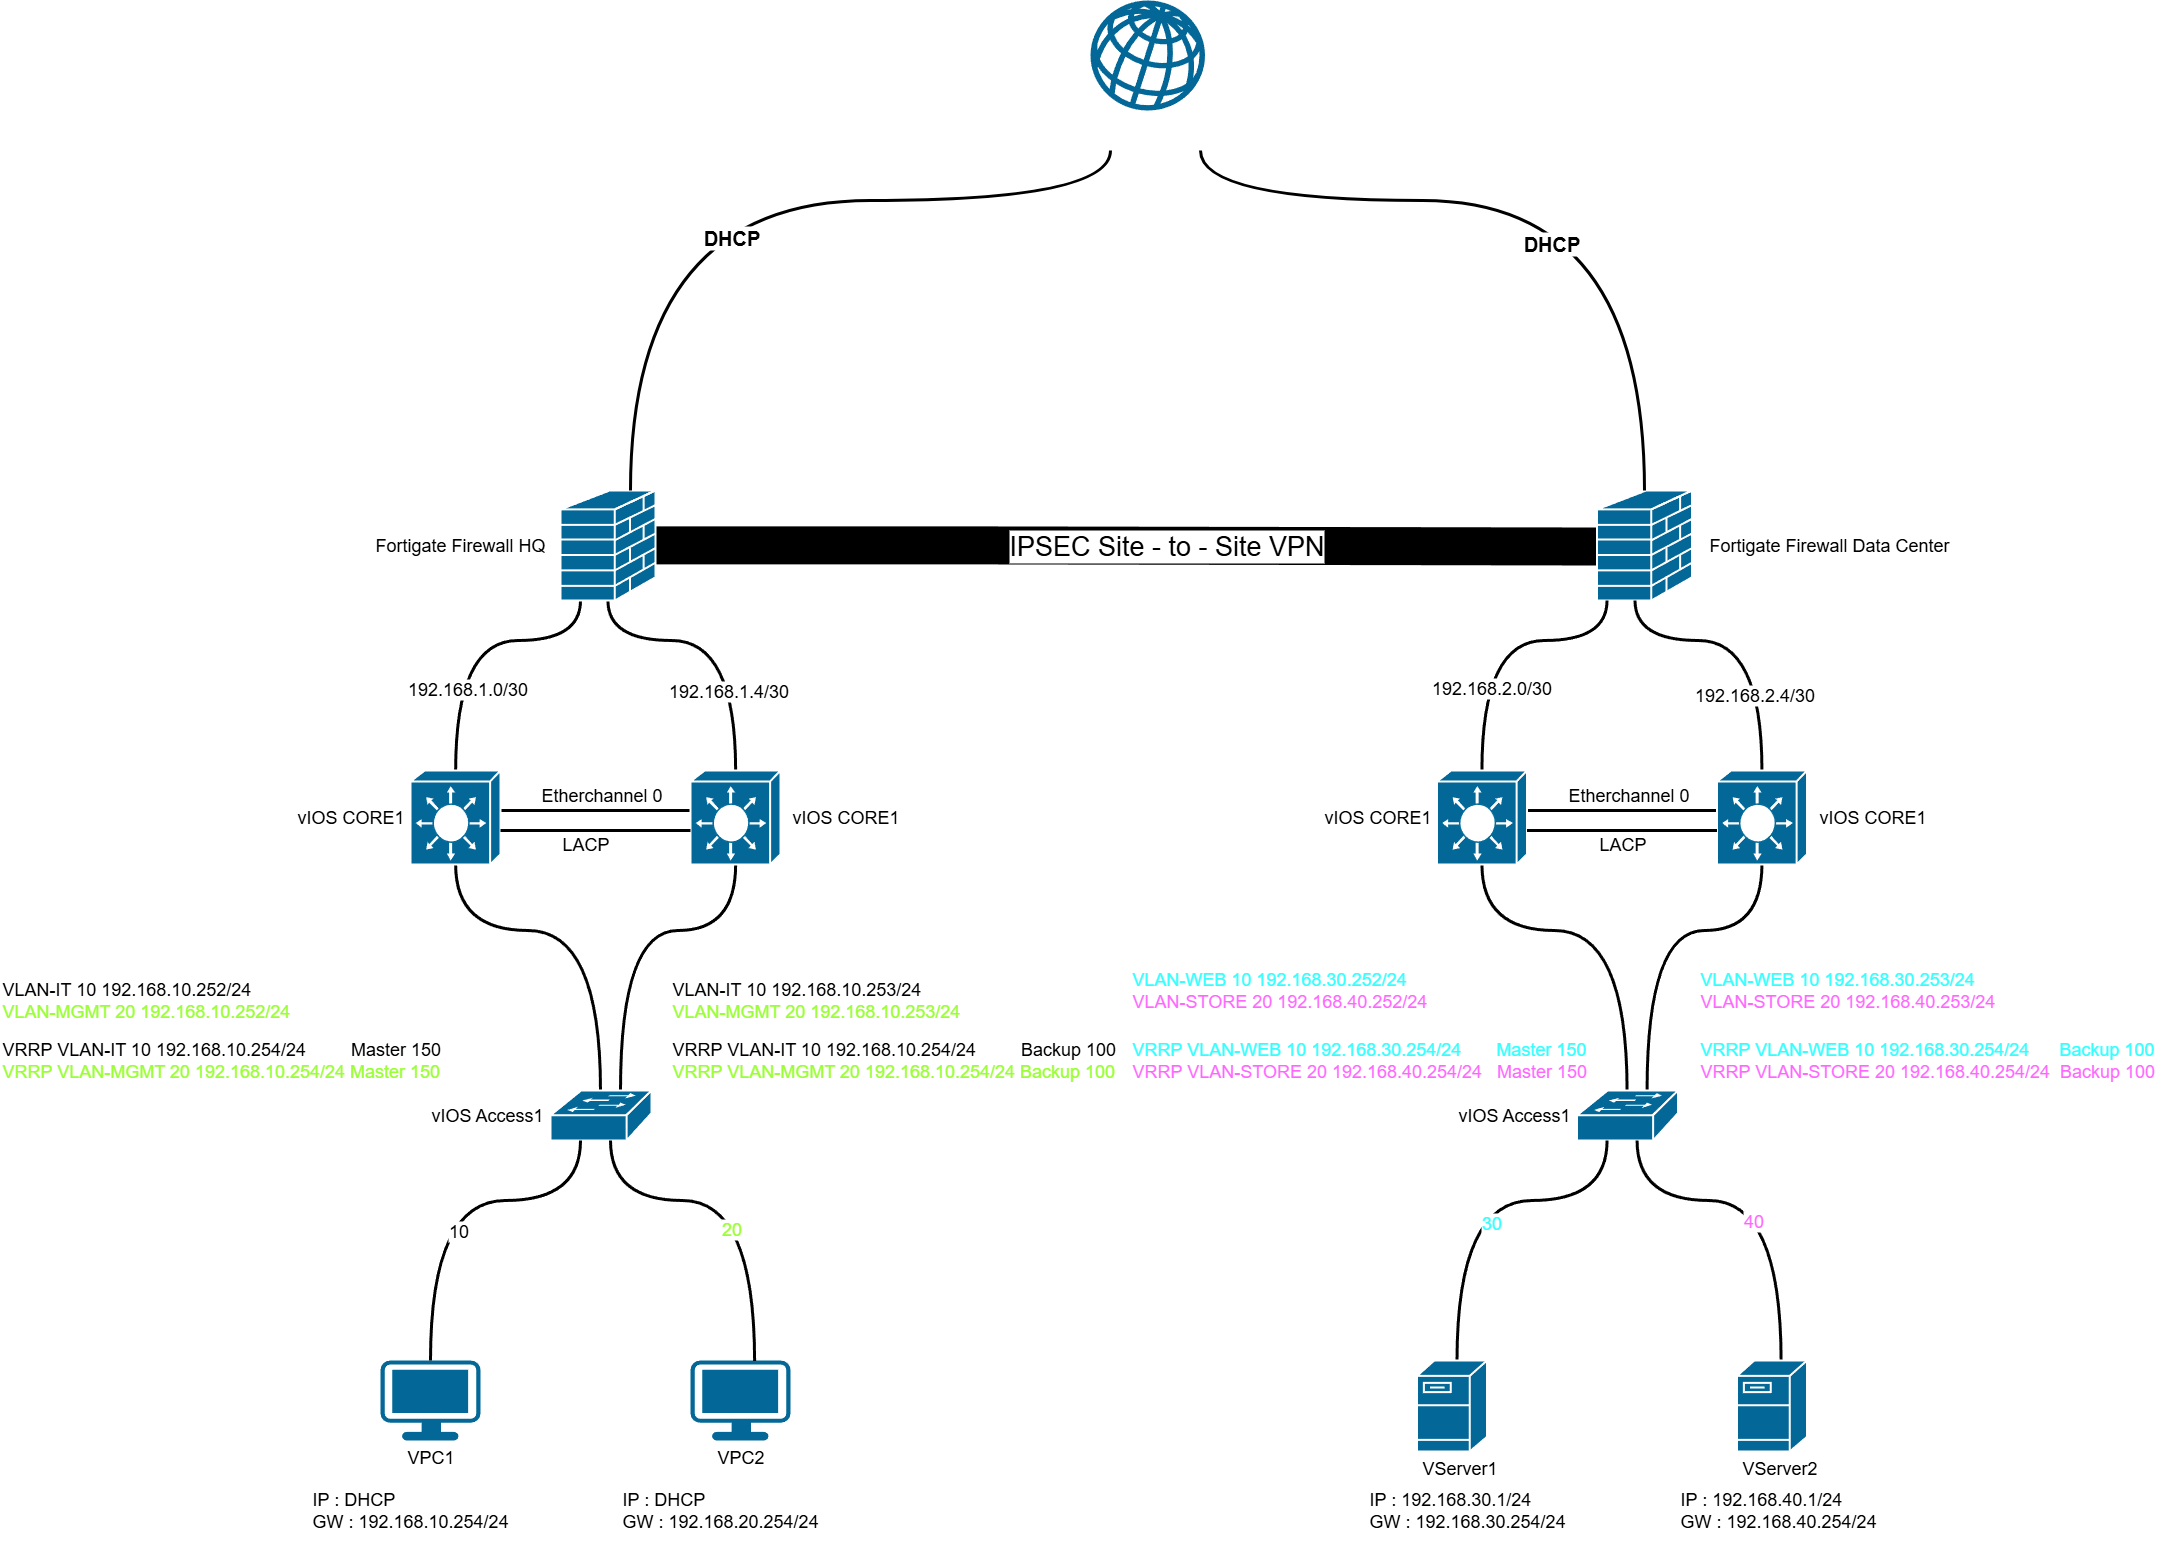 DHCP
DHCP
Fortigate Firewall HQ
IPSEC Site - to - Site VPN
Fortigate Firewall Data Center
192.168.1.0/30
192.168.1.4/30
192.168.2.0/30
192.168.2.4/30
vIOS CORE1
Etherchannel 0
LACP
vIOS CORE1
vIOS CORE1
Etherchannel 0
LACP
vIOS CORE1
VLAN-IT 10 192.168.10.252/24
VLAN-MGMT 20 192.168.10.252/24
VRRP VLAN-IT 10 192.168.10.254/24 Master 150
VRRP VLAN-MGMT 20 192.168.10.254/24 Master 150
VLAN-IT 10 192.168.10.253/24
VLAN-MGMT 20 192.168.10.253/24
VRRP VLAN-IT 10 192.168.10.254/24 Backup 100
VRRP VLAN-MGMT 20 192.168.10.254/24 Backup 100
VLAN-WEB 10 192.168.30.252/24
VLAN-STORE 20 192.168.40.252/24
VRRP VLAN-WEB 10 192.168.30.254/24 Master 150
VRRP VLAN-STORE 20 192.168.40.254/24 Master 150
VLAN-WEB 10 192.168.30.253/24
VLAN-STORE 20 192.168.40.253/24
VRRP VLAN-WEB 10 192.168.30.254/24 Backup 100
VRRP VLAN-STORE 20 192.168.40.254/24 Backup 100
vIOS Access1
vIOS Access1
10
20
30
40
VPC1
IP : DHCP
GW : 192.168.10.254/24
VPC2
IP : DHCP
GW : 192.168.20.254/24
VServer1
IP : 192.168.30.1/24
GW : 192.168.30.254/24
VServer2
IP : 192.168.40.1/24
GW : 192.168.40.254/24